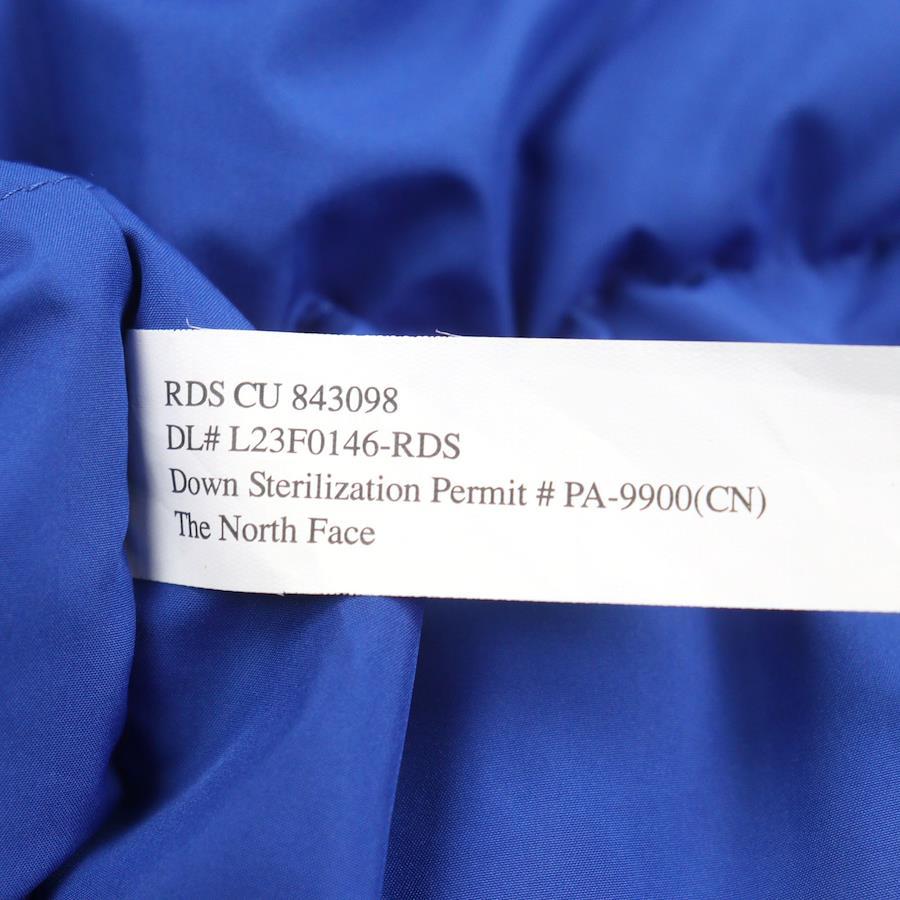 RDS CU 843098
DL# L23F0146-RDS
Down Sterilization Permit # PA-9900(CN)
The North Face